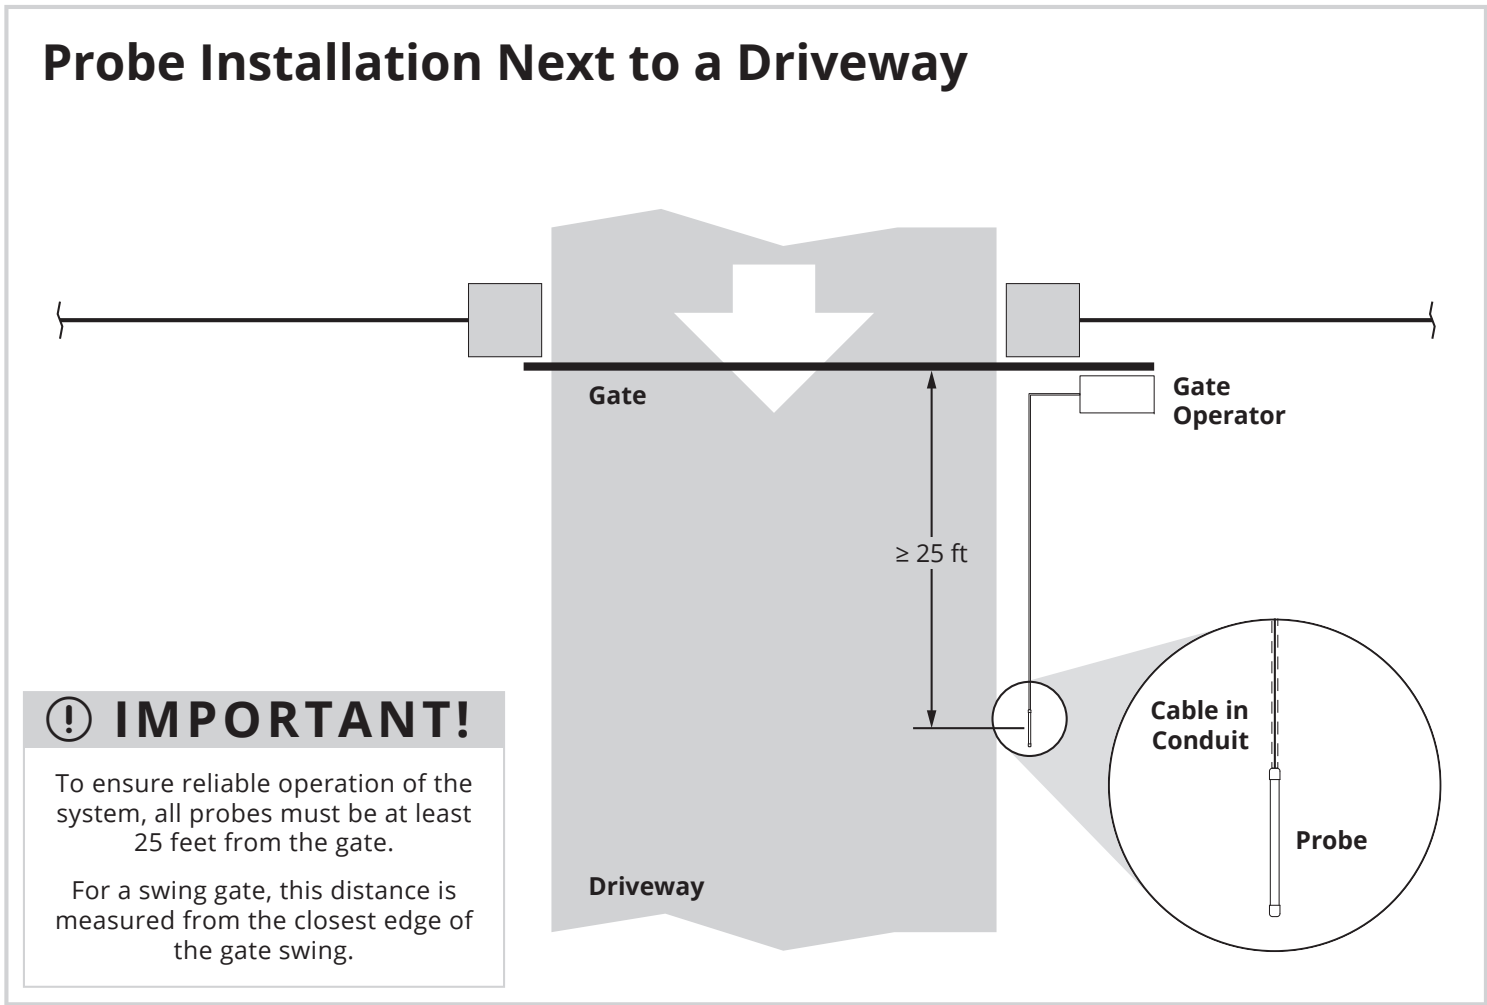 Probe Installation Next to a Driveway
Gate
Gate
Operator
≥ 25 ft
Cable in
Conduit
Probe
Driveway
IMPORTANT!
To ensure reliable operation of the
system, all probes must be at least
25 feet from the gate.
For a swing gate, this distance is
measured from the closest edge of
the gate swing.